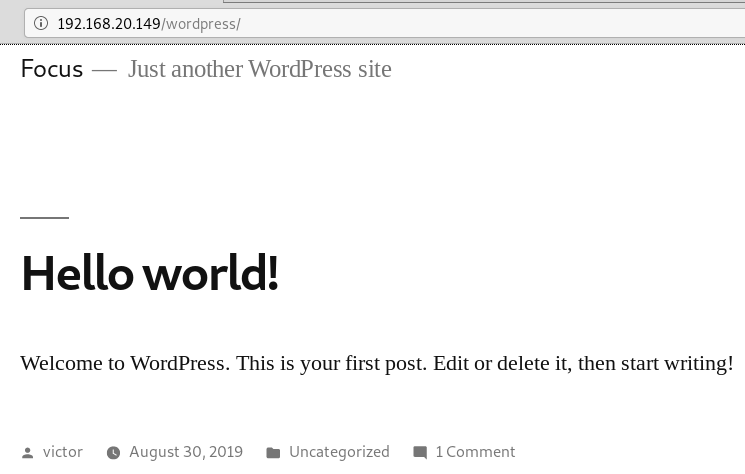 192.168.20.149/wordpress/
Focus — Just another WordPress site
Hello world!
Welcome to WordPress. This is your first post. Edit or delete it, then start writing!
victor August 30, 2019 Uncategorized 1 Comment